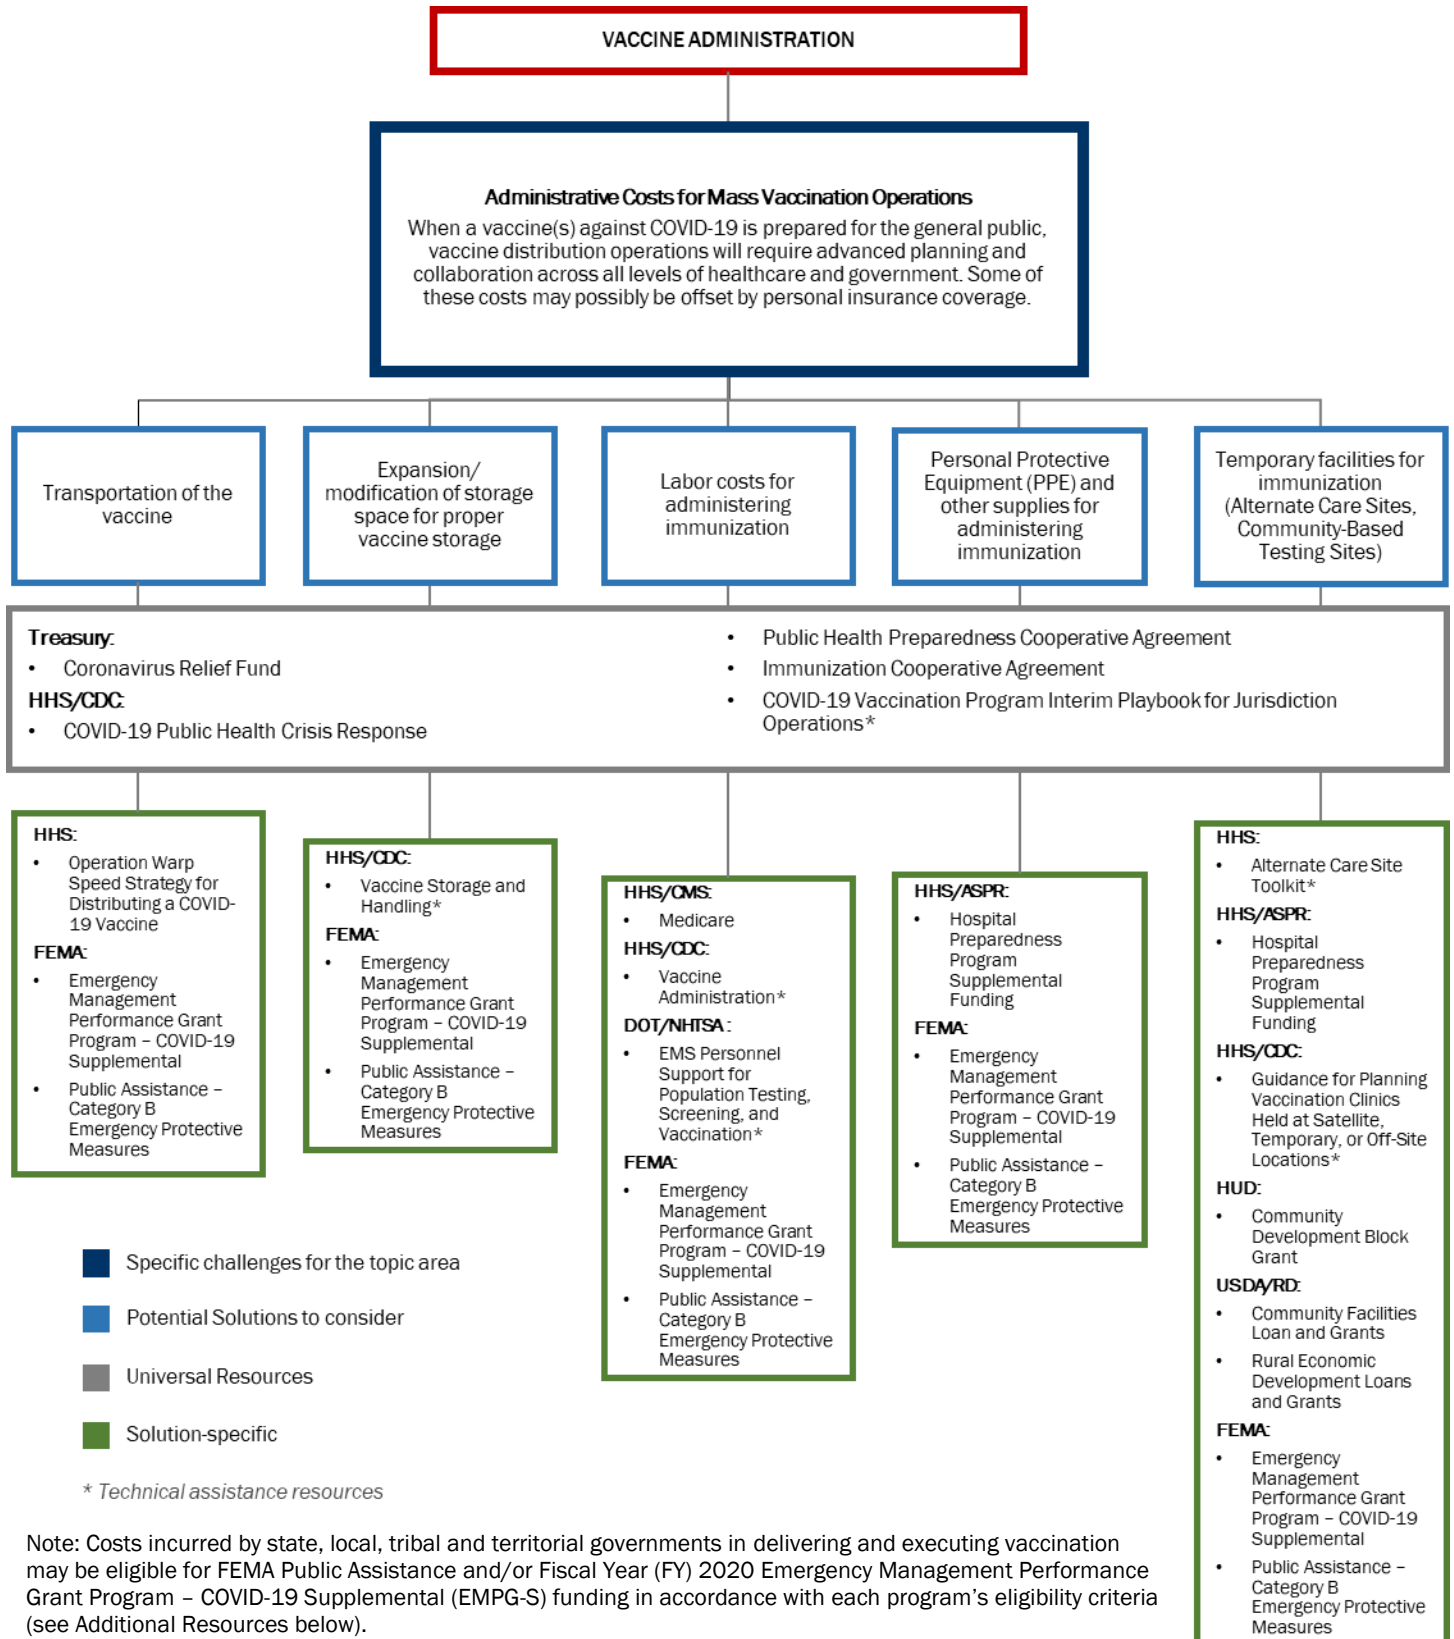 VACCINE ADMINISTRATION
Administrative Costs for Mass Vaccination Operations
When a vaccine(s) against COVID-19 is prepared for the general public,
vaccine distribution operations will require advanced planning and
collaboration across all levels of healthcare and government. Some of
these costs may possibly be offset by personal insurance coverage.
Transportation of the
vaccine
Expansion/
modification of storage
space for proper
vaccine storage
Labor costs for
administering
immunization
Personal Protective
Equipment (PPE) and
other supplies for
administering
immunization
Temporary facilities for
immunization
(Alternate Care Sites,
Community-Based
Testing Sites)
Treasury:
• Coronavirus Relief Fund
HHS/CDC:
• COVID-19 Public Health Crisis Response
• Public Health Preparedness Cooperative Agreement
• Immunization Cooperative Agreement
• COVID-19 Vaccination Program Interim Playbook for Jurisdiction
Operations*
HHS:
• Operation Warp
Speed Strategy for
Distributing a COVID-
19 Vaccine
FEMA:
• Emergency
Management
Performance Grant
Program – COVID-19
Supplemental
• Public Assistance –
Category B
Emergency Protective
Measures
HHS/CDC:
• Vaccine Storage and
Handling*
FEMA:
• Emergency
Management
Performance Grant
Program – COVID-19
Supplemental
• Public Assistance –
Category B
Emergency Protective
Measures
HHS/CMS:
• Medicare
HHS/CDC:
• Vaccine
Administration*
DOT/NHTSA:
• EMS Personnel
Support for
Population Testing,
Screening, and
Vaccination*
FEMA:
• Emergency
Management
Performance Grant
Program – COVID-19
Supplemental
• Public Assistance –
Category B
Emergency Protective
Measures
HHS/ASPR:
• Hospital
Preparedness
Program
Supplemental
Funding
FEMA:
• Emergency
Management
Performance Grant
Program – COVID-19
Supplemental
• Public Assistance –
Category B
Emergency Protective
Measures
HHS:
• Alternate Care Site
Toolkit*
HHS/ASPR:
• Hospital
Preparedness
Program
Supplemental
Funding
HHS/CDC:
• Guidance for Planning
Vaccination Clinics
Held at Satellite,
Temporary, or Off-Site
Locations*
HUD:
• Community
Development Block
Grant
USDA/RD:
• Community Facilities
Loan and Grants
• Rural Economic
Development Loans
and Grants
FEMA:
• Emergency
Management
Performance Grant
Program – COVID-19
Supplemental
• Public Assistance –
Category B
Emergency Protective
Measures
Specific challenges for the topic area
Potential Solutions to consider
Universal Resources
Solution-specific
* Technical assistance resources
Note: Costs incurred by state, local, tribal and territorial governments in delivering and executing vaccination
may be eligible for FEMA Public Assistance and/or Fiscal Year (FY) 2020 Emergency Management Performance
Grant Program – COVID-19 Supplemental (EMPG-S) funding in accordance with each program's eligibility criteria
(see Additional Resources below).